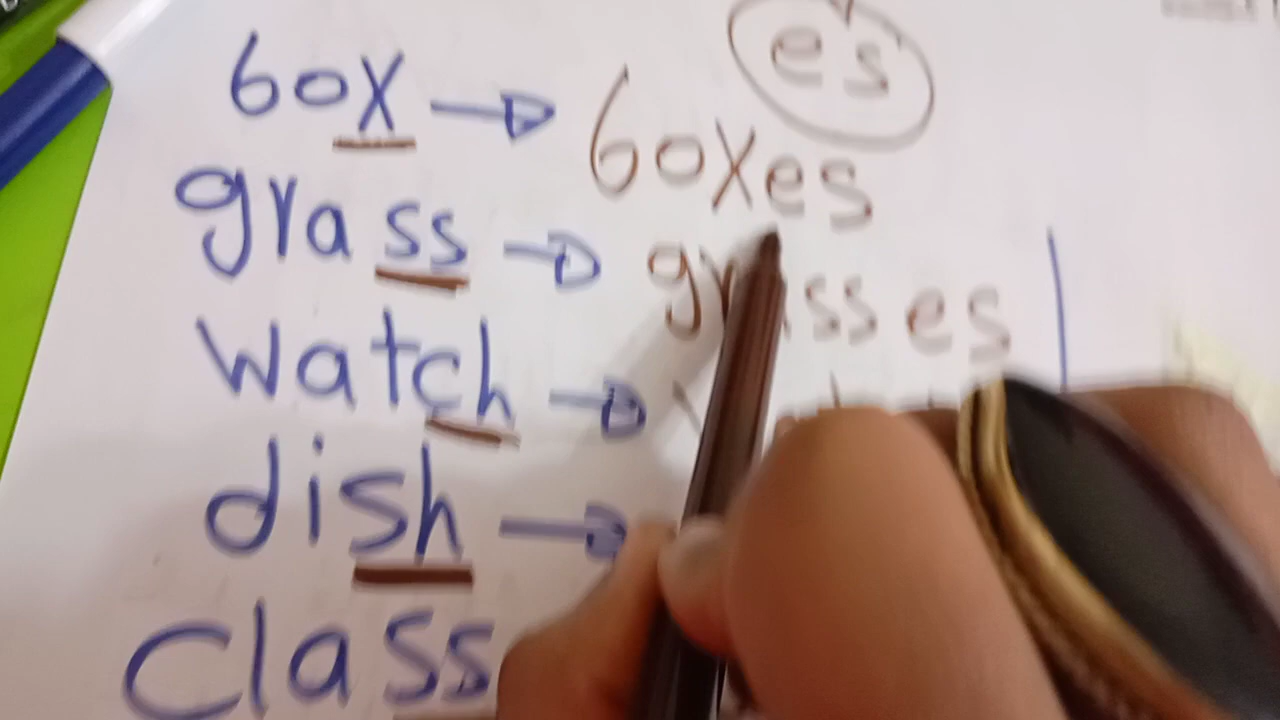 es
box → boxes
grass → grasses
watch →
dish →
class